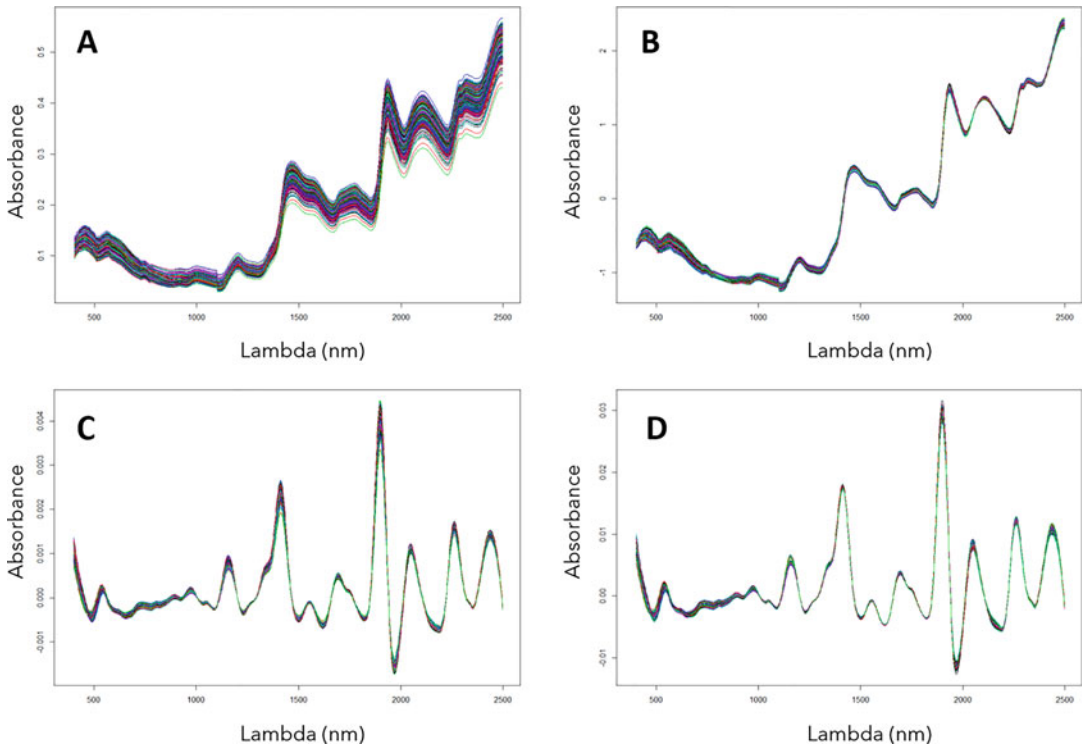 A
Absorbance
0.5
0.4
0.3
0.2
0.1
500 1000 1500 2000 2500
Lambda (nm)
B
Absorbance
2
1
0
-1
500 1000 1500 2000 2500
Lambda (nm)
C
Absorbance
0.004
0.003
0.002
0.001
0.000
-0.001
500 1000 1500 2000 2500
Lambda (nm)
D
Absorbance
0.03
0.02
0.01
0.00
-0.01
500 1000 1500 2000 2500
Lambda (nm)